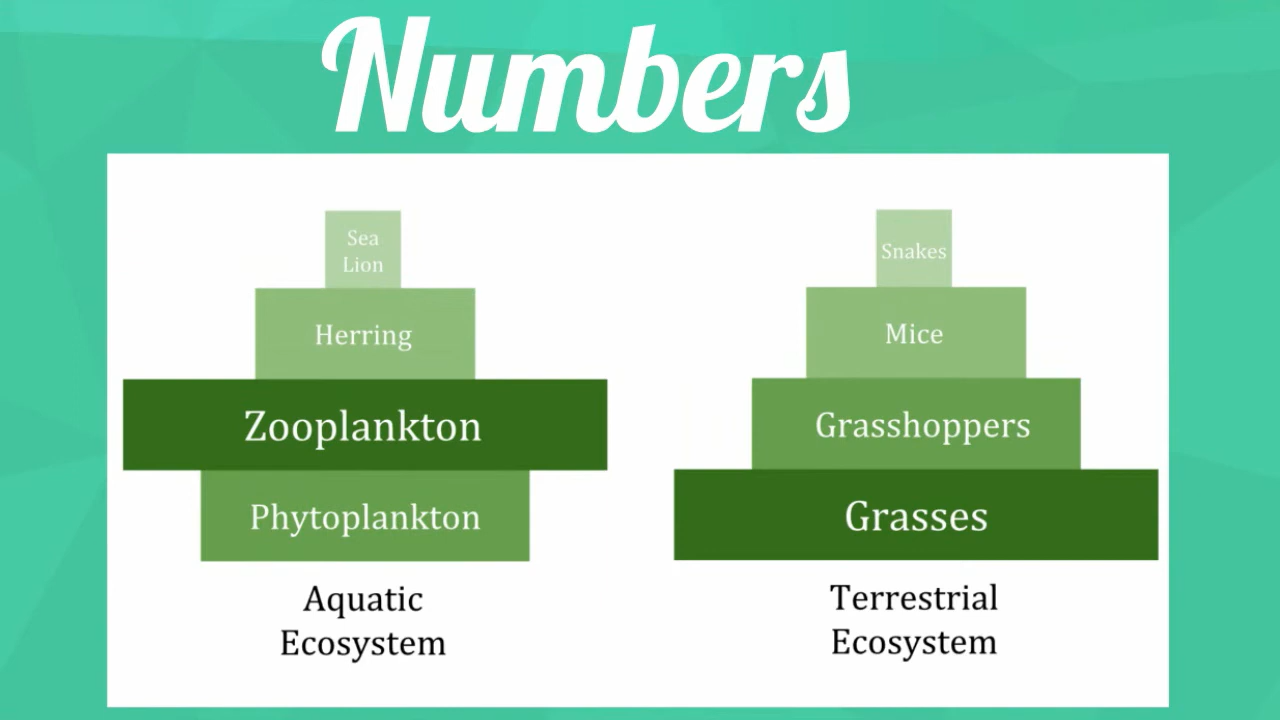 Numbers
Sea
Lion
Herring
Zooplankton
Phytoplankton
Aquatic
Ecosystem
Snakes
Mice
Grasshoppers
Grasses
Terrestrial
Ecosystem